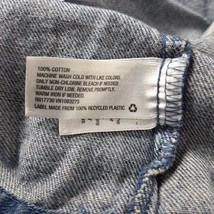 100% COTTON
MACHINE WASH COLD WITH LIKE COLORS.
ONLY NON-CHLORINE BLEACH IF NEEDED.
TUMBLE DRY LOW. REMOVE PROMPTLY.
WARM IRON IF NEEDED.
LABEL MADE FROM 100% RECYCLED PLASTIC